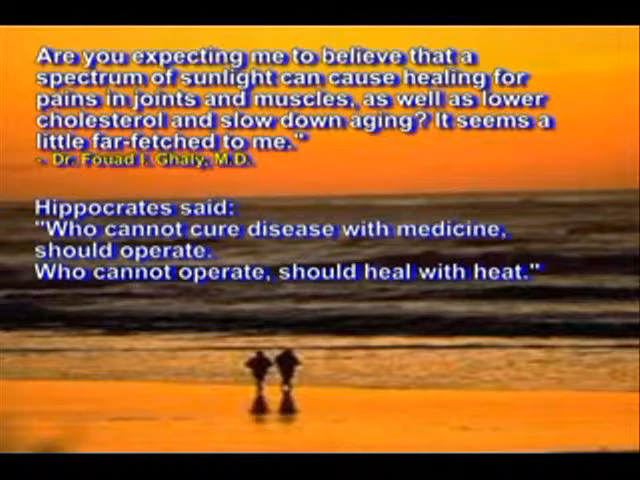 Are you expecting me to believe that a
spectrum of sunlight can cause healing for
pains in joints and muscles, as well as lower
cholesterol and slow down aging? It seems a
little far-fetched to me."
- Dr. Fouad I. Ghaly, M.D.
Hippocrates said:
"Who cannot cure disease with medicine,
should operate.
Who cannot operate, should heal with heat."